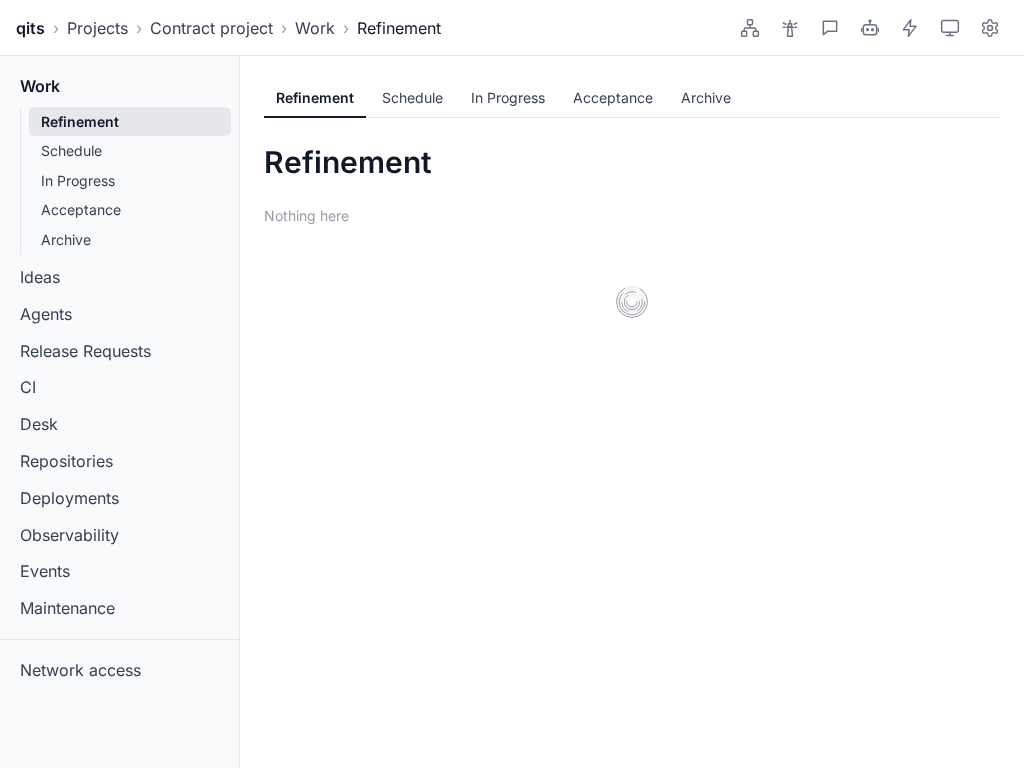 qits › Projects › Contract project › Work › Refinement
Work
Refinement
Schedule
In Progress
Acceptance
Archive
Ideas
Agents
Release Requests
CI
Desk
Repositories
Deployments
Observability
Events
Maintenance
Network access
Refinement Schedule In Progress Acceptance Archive
Refinement
Nothing here